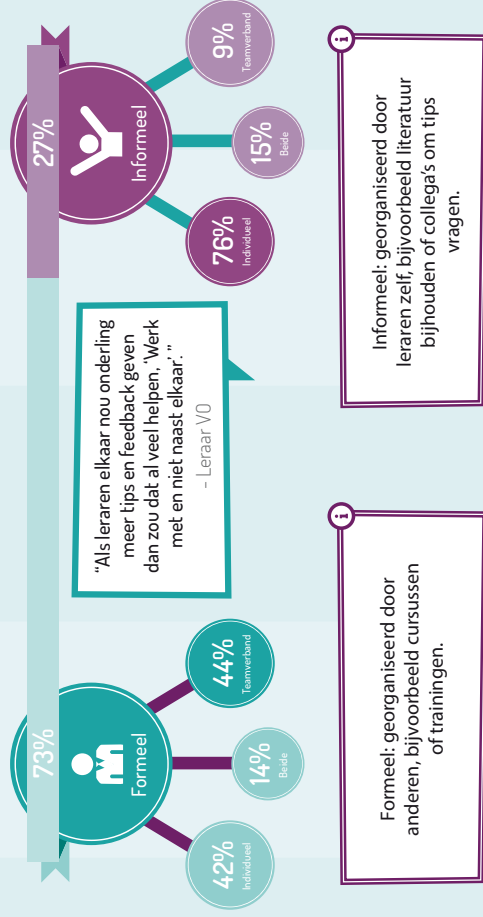 73%
27%
Formeel
42%
Individueel
14%
Beide
44%
Teamverband
“Als leraren elkaar nou onderling
meer tips en feedback geven
dan zou dat al veel helpen, ‘Werk
met en niet naast elkaar’.”
– Leraar VO
Informeel
76%
Individueel
15%
Beide
9%
Teamverband
i
Formeel: georganiseerd door
anderen, bijvoorbeeld cursussen
of trainingen.
i
Informeel: georganiseerd door
leraren zelf, bijvoorbeeld literatuur
bijhouden of collega’s om tips
vragen.